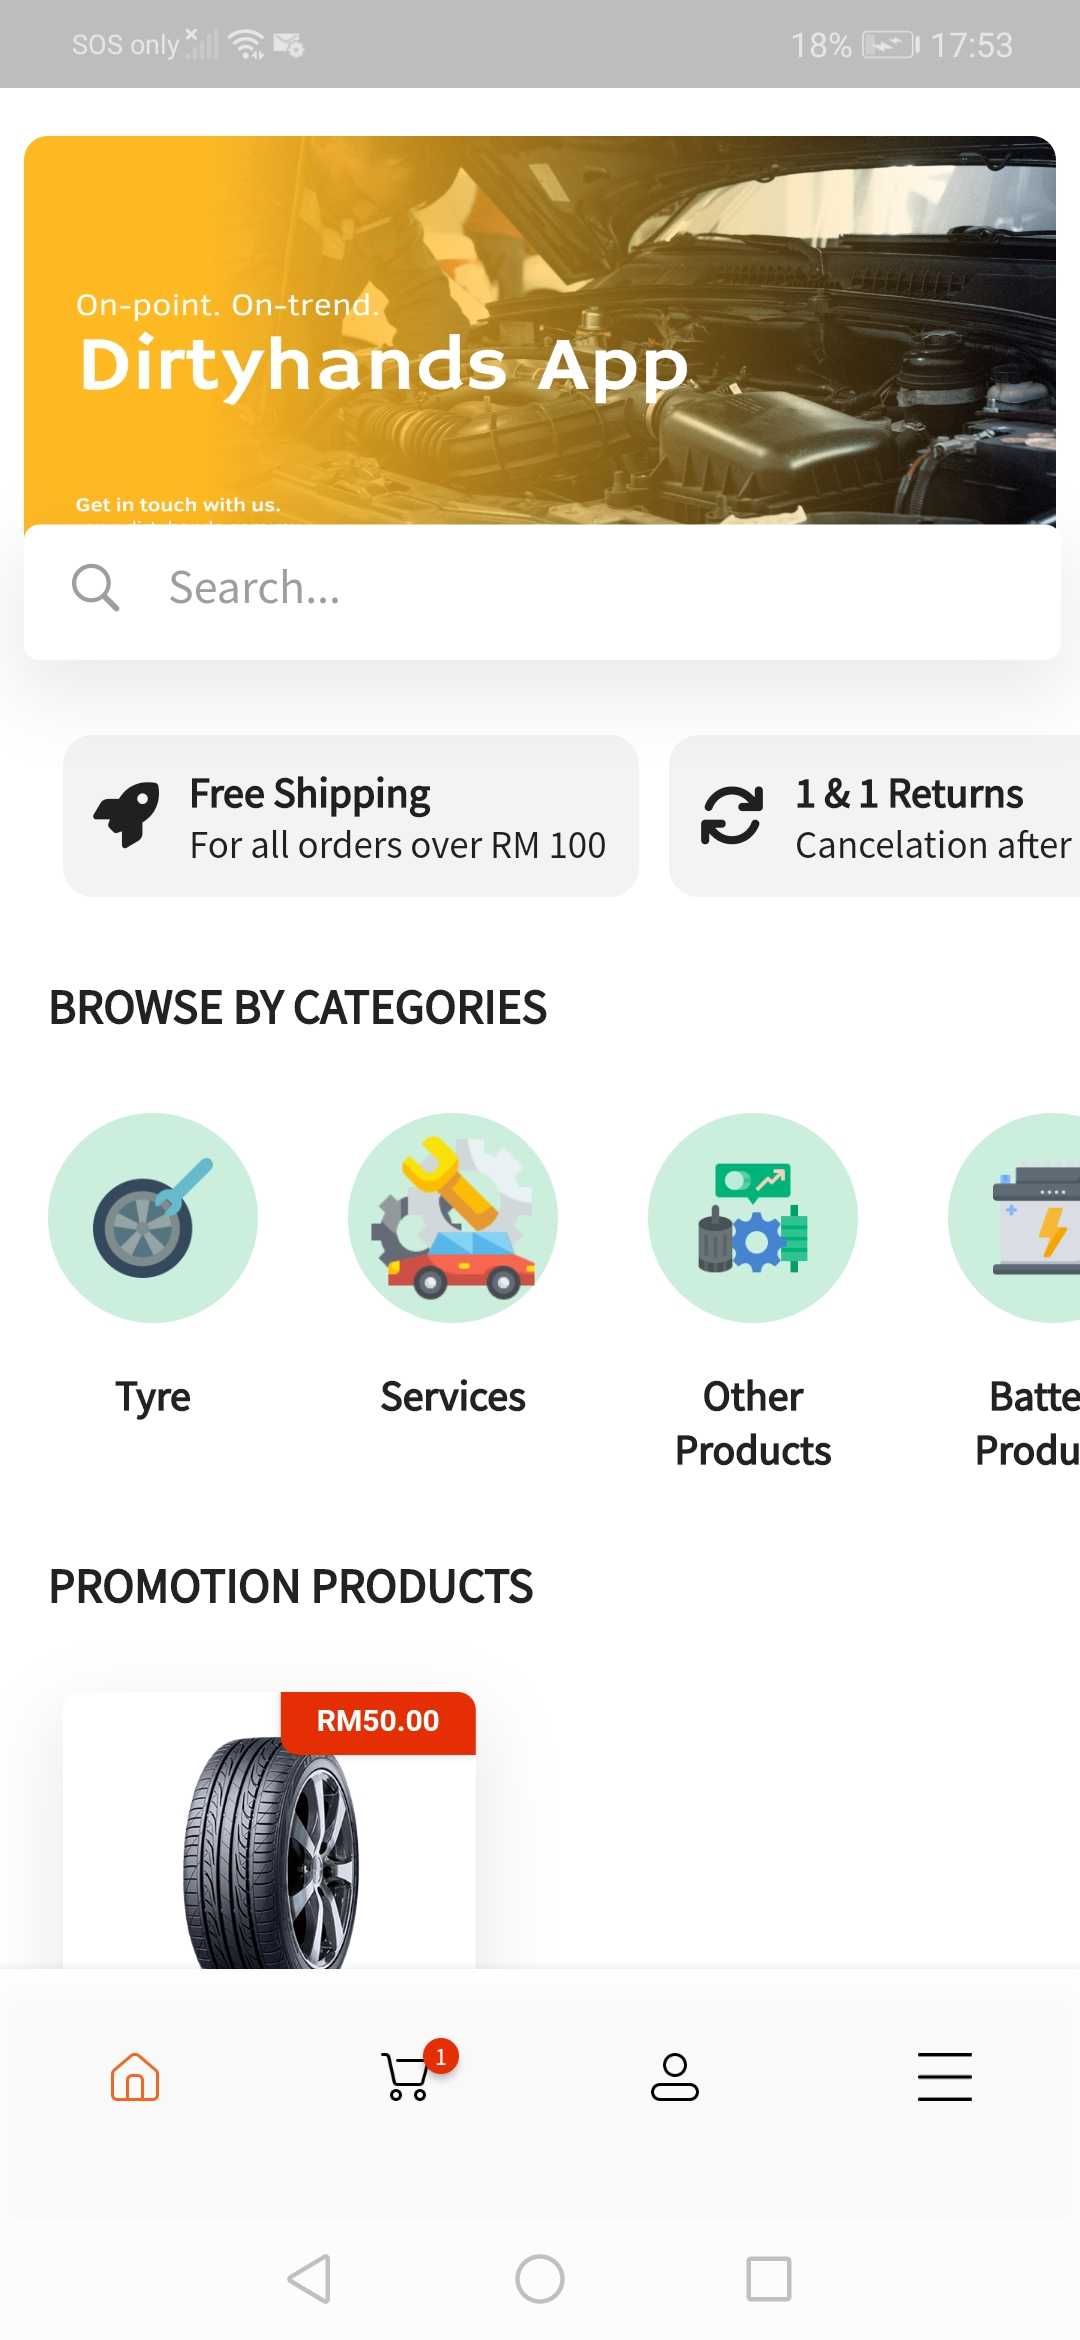 SOS only
18%
17:53
On-point. On-trend.
Dirtyhands App
Get in touch with us.
Search...
Free Shipping
For all orders over RM 100
1 & 1 Returns
Cancelation after
BROWSE BY CATEGORIES
Tyre
Services
Other
Products
Batte
Produ
PROMOTION PRODUCTS
RM50.00
1